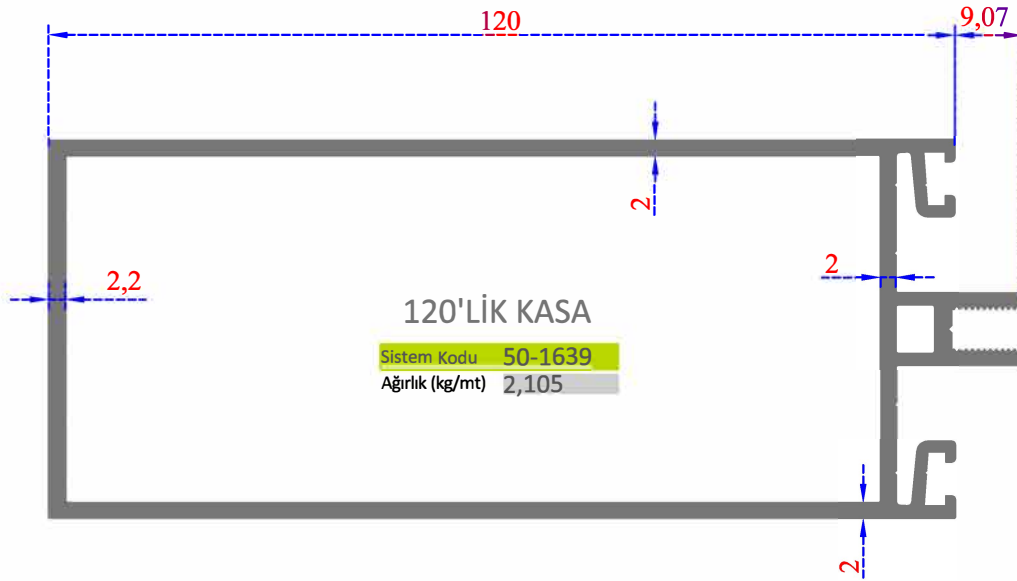 120
9,07
2
2,2
2
120'LİK KASA
Sistem Kodu 50-1639
Ağırlık (kg/mt) 2,105
2